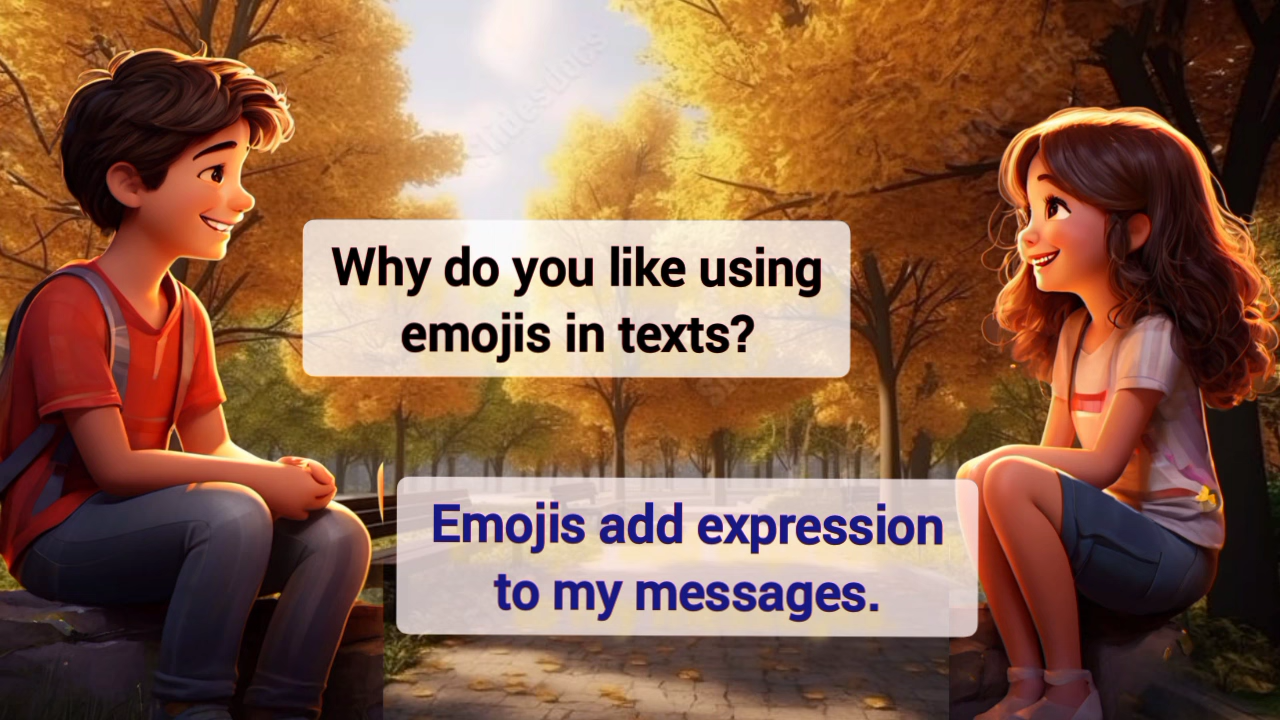 Why do you like using
emojis in texts?
Emojis add expression
to my messages.